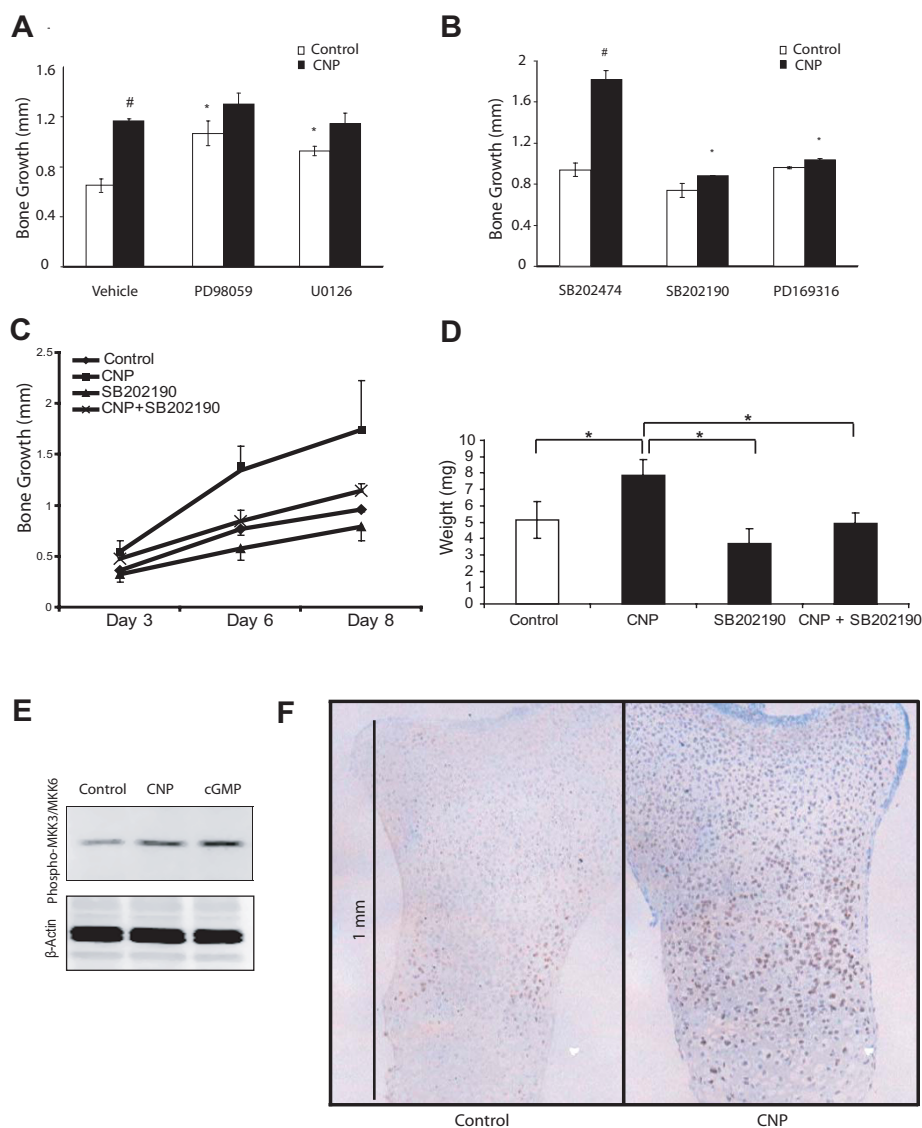 A
Control
CNP
Bone Growth (mm)
1.6
1.2
0.8
0.4
0
#
*
*
Vehicle
PD98059
U0126
B
Control
CNP
Bone Growth (mm)
2
1.6
1.2
0.8
0.4
0
#
*
*
SB202474
SB202190
PD169316
C
Control
CNP
SB202190
CNP+SB202190
Bone Growth (mm)
2.5
2
1.5
1
0.5
0
Day 3
Day 6
Day 8
D
Weight (mg)
10
9
8
7
6
5
4
3
2
1
0
*
*
*
Control
CNP
SB202190
CNP + SB202190
E
Control CNP cGMP
Phospho-MKK3/MKK6
β-Actin
F
1 mm
Control
CNP